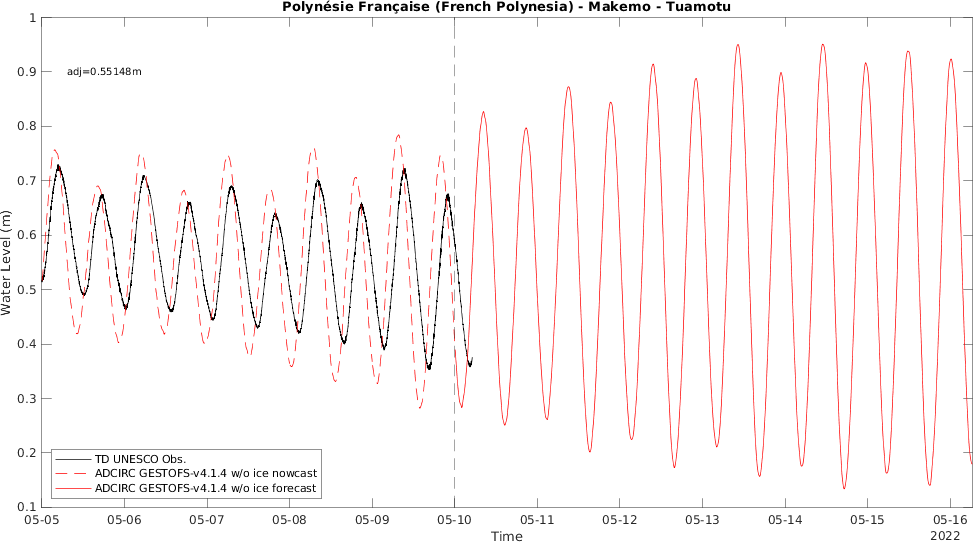 Polynésie Française (French Polynesia) - Makemo - Tuamotu
1
0.9
0.8
0.7
0.6
0.5
0.4
0.3
0.2
0.1
Water Level (m)
adj=0.55148m
TD UNESCO Obs.
ADCIRC GESTOFS-v4.1.4 w/o ice nowcast
ADCIRC GESTOFS-v4.1.4 w/o ice forecast
05-05 05-06 05-07 05-08 05-09 05-10 05-11 05-12 05-13 05-14 05-15 05-16
Time
2022